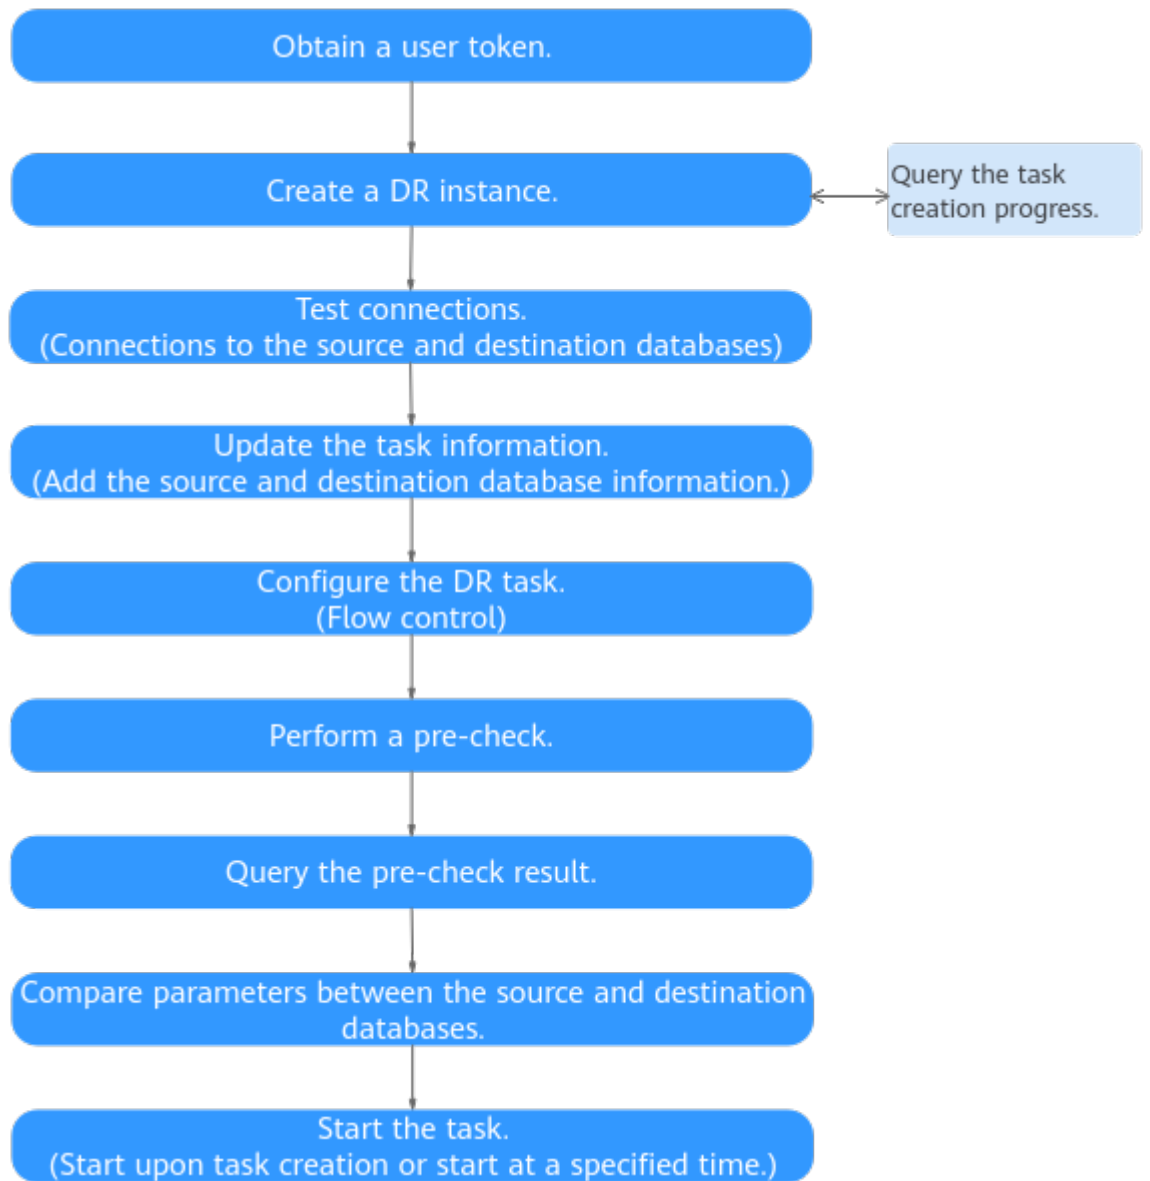 Obtain a user token.
Create a DR instance.
Query the task
creation progress.
Test connections.
(Connections to the source and destination databases)
Update the task information.
(Add the source and destination database information.)
Configure the DR task.
(Flow control)
Perform a pre-check.
Query the pre-check result.
Compare parameters between the source and destination
databases.
Start the task.
(Start upon task creation or start at a specified time.)